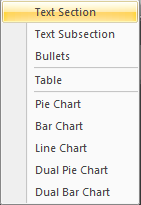 Text Section
Text Subsection
Bullets
Table
Pie Chart
Bar Chart
Line Chart
Dual Pie Chart
Dual Bar Chart